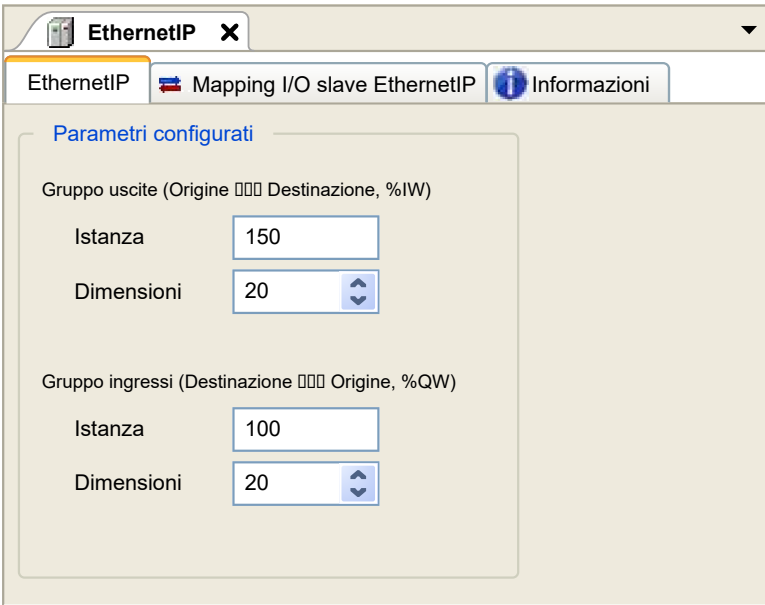 EthernetIP
EthernetIP Mapping I/O slave EthernetIP Informazioni
Parametri configurati
Gruppo uscite (Origine ▯▯▯ Destinazione, %IW)
Istanza 150
Dimensioni 20
Gruppo ingressi (Destinazione ▯▯▯ Origine, %QW)
Istanza 100
Dimensioni 20